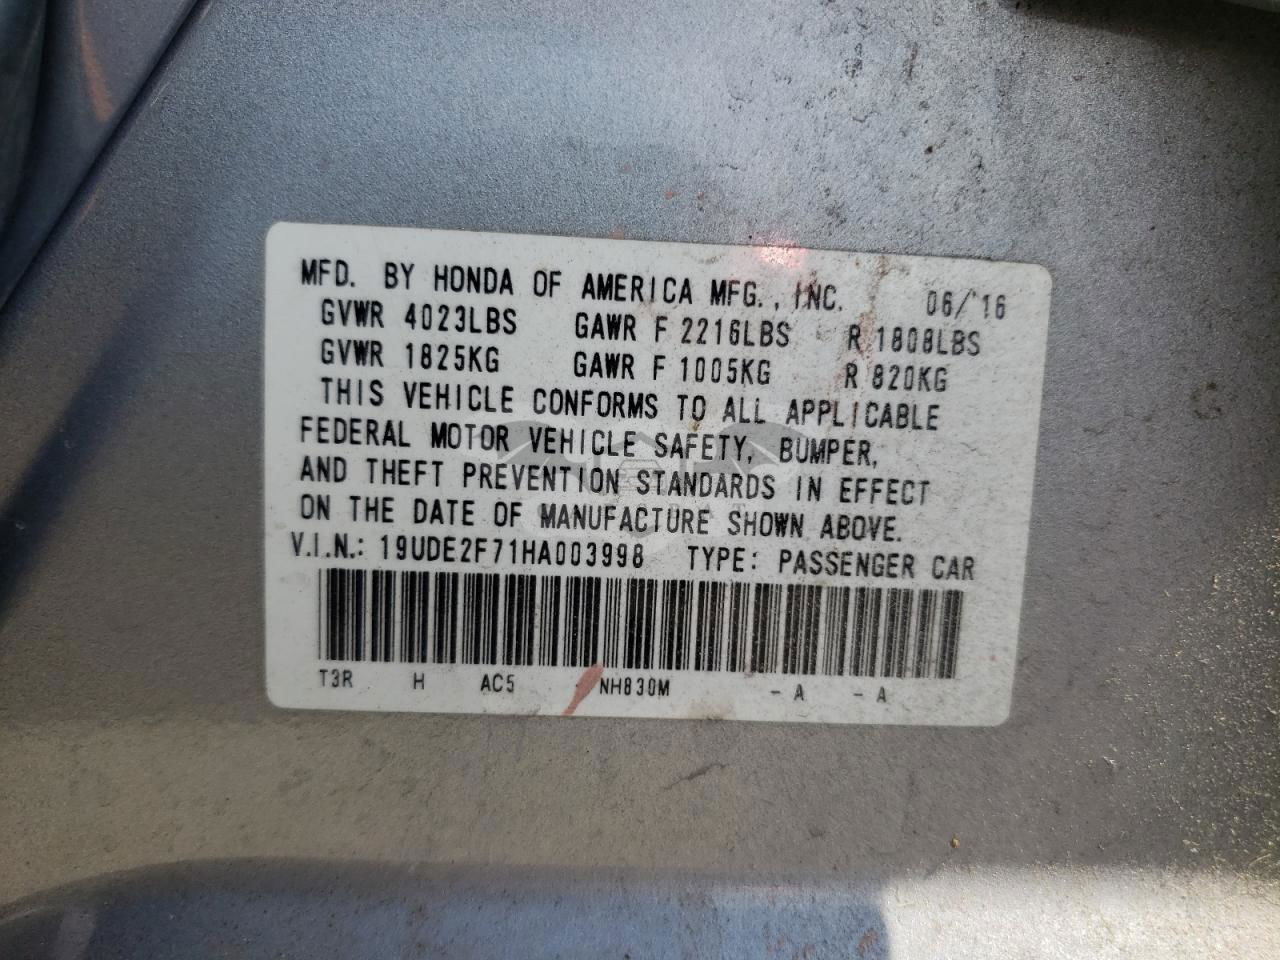 MFD. BY HONDA OF AMERICA MFG., INC. 06/'16
GVWR 4023LBS GAWR F 2216LBS R 1808LBS
GVWR 1825KG GAWR F 1005KG R 820KG
THIS VEHICLE CONFORMS TO ALL APPLICABLE
FEDERAL MOTOR VEHICLE SAFETY, BUMPER,
AND THEFT PREVENTION STANDARDS IN EFFECT
ON THE DATE OF MANUFACTURE SHOWN ABOVE.
V.I.N.: 19UDE2F71HA003998 TYPE: PASSENGER CAR
T3R H AC5 NH830M - A - A